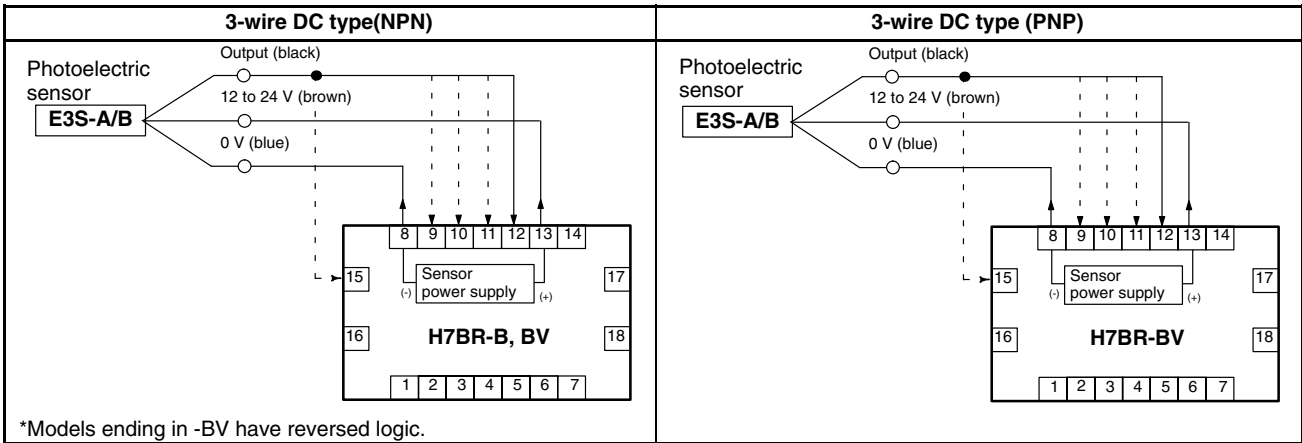 3-wire DC type(NPN)
Output (black)
Photoelectric
sensor
12 to 24 V (brown)
E3S-A/B
0 V (blue)
8 9 10 11 12 13 14
15
Sensor
power supply
17
(-)
(+)
16
H7BR-B, BV
18
1 2 3 4 5 6 7
*Models ending in -BV have reversed logic.
3-wire DC type (PNP)
Output (black)
Photoelectric
sensor
12 to 24 V (brown)
E3S-A/B
0 V (blue)
8 9 10 11 12 13 14
15
Sensor
power supply
17
(-)
(+)
16
H7BR-BV
18
1 2 3 4 5 6 7